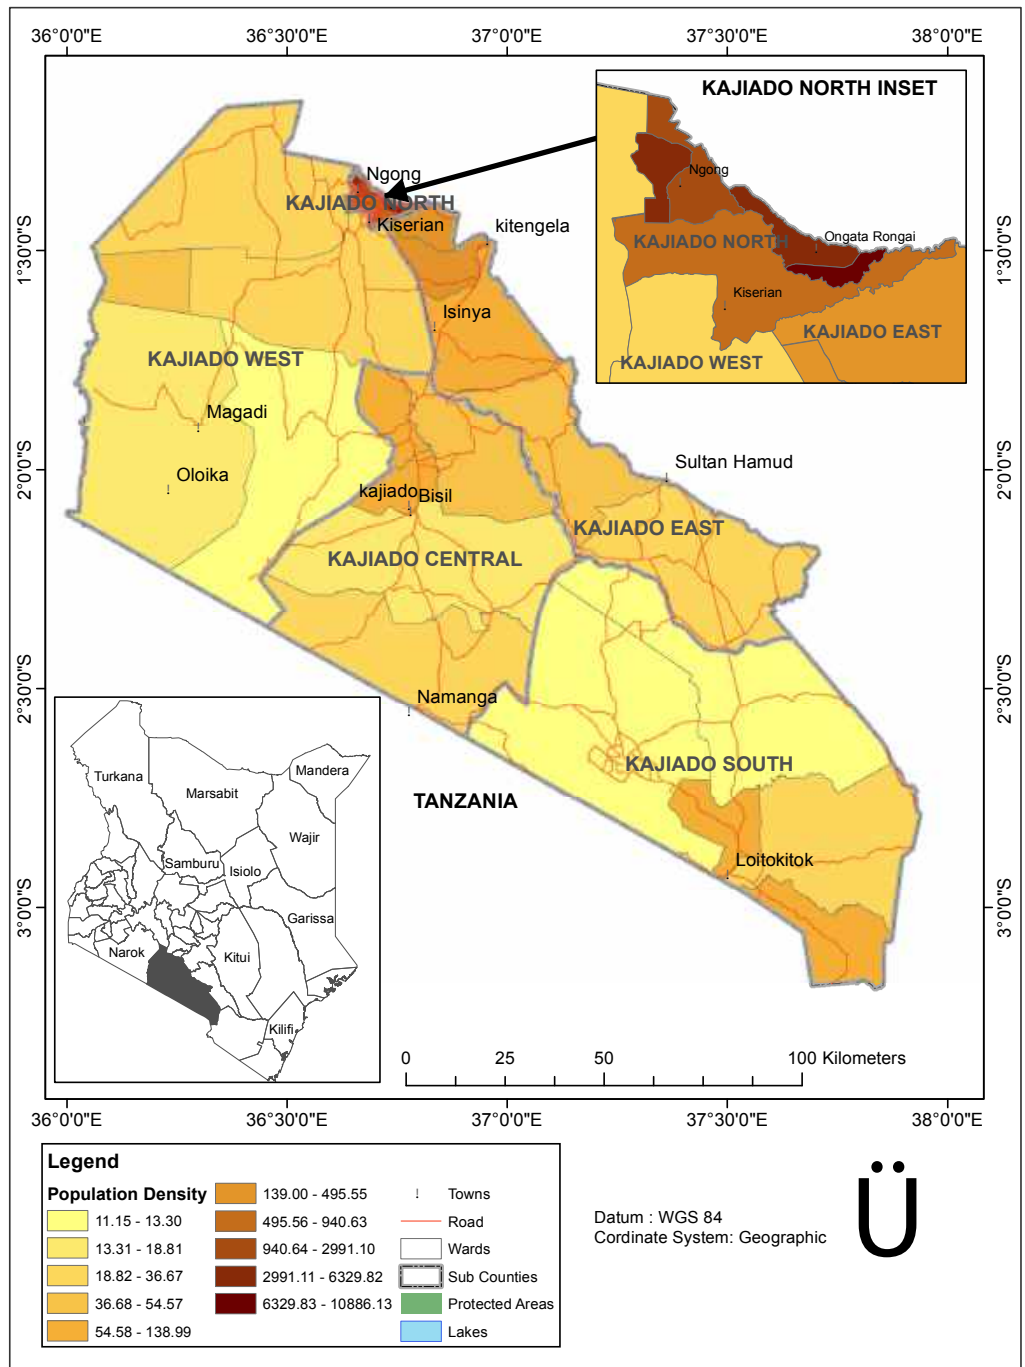 36°0'0"E
36°30'0"E
37°0'0"E
37°30'0"E
38°0'0"E
KAJIADO NORTH INSET
Ngong
KAJIADO NORTH
Ongata Rongai
Kiserian
KAJIADO EAST
KAJIADO WEST
Ngong
KAJIADO NORTH
Kiserian
kitengela
1°30'0"S
1°30'0"S
Isinya
KAJIADO WEST
Magadi
Oloika
2°0'0"S
2°0'0"S
Sultan Hamud
kajiado
Bisil
KAJIADO EAST
KAJIADO CENTRAL
2°30'0"S
2°30'0"S
Namanga
KAJIADO SOUTH
TANZANIA
Loitokitok
3°0'0"S
3°0'0"S
Turkana
Mandera
Marsabit
Wajir
Samburu
Isiolo
Garissa
Narok
Kitui
Kilifi
0 25 50 100 Kilometers
36°0'0"E
36°30'0"E
37°0'0"E
37°30'0"E
38°0'0"E
Legend
Population Density
11.15 - 13.30
13.31 - 18.81
18.82 - 36.67
36.68 - 54.57
54.58 - 138.99
139.00 - 495.55
495.56 - 940.63
940.64 - 2991.10
2991.11 - 6329.82
6329.83 - 10886.13
! Towns
Road
Wards
Sub Counties
Protected Areas
Lakes
Datum : WGS 84
Cordinate System: Geographic
Ü